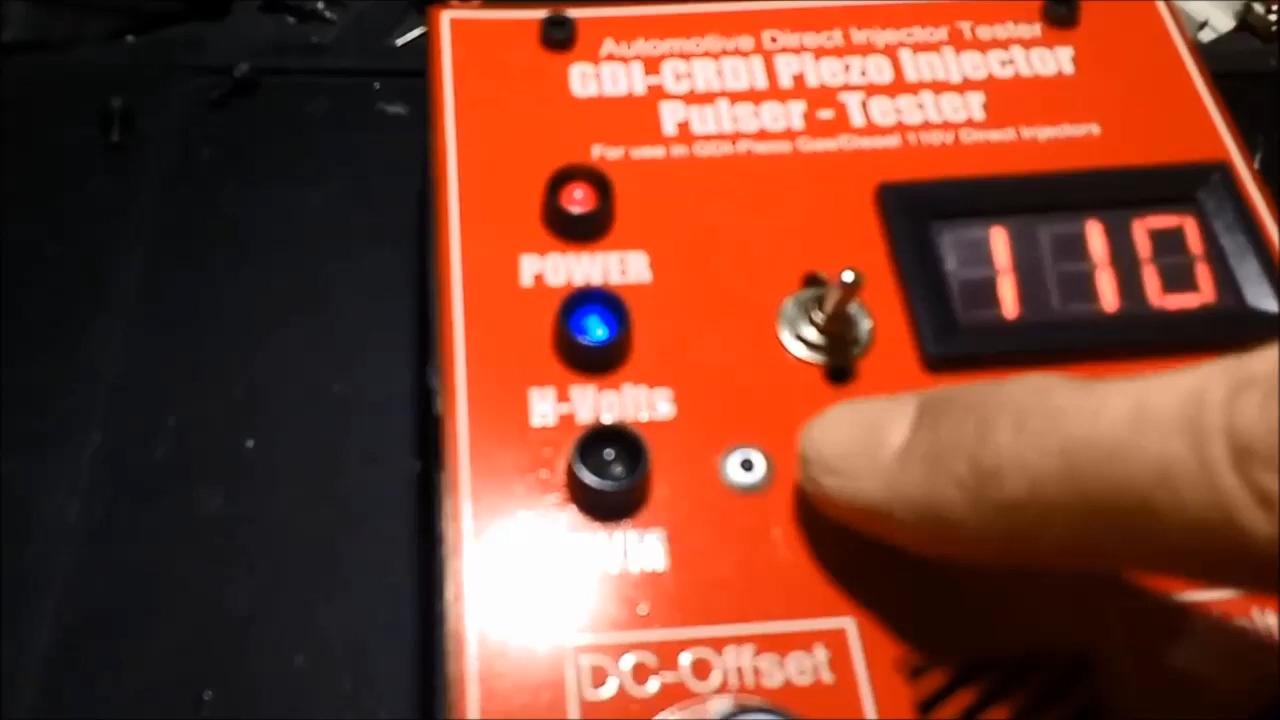 Automotive Direct Injector Tester
GDI-CRDI Piezo Injector
Pulser - Tester
For use in GDI-Piezo Gas/Diesel 110V Direct Injectors
POWER
110
H-Volts
DC-Offset